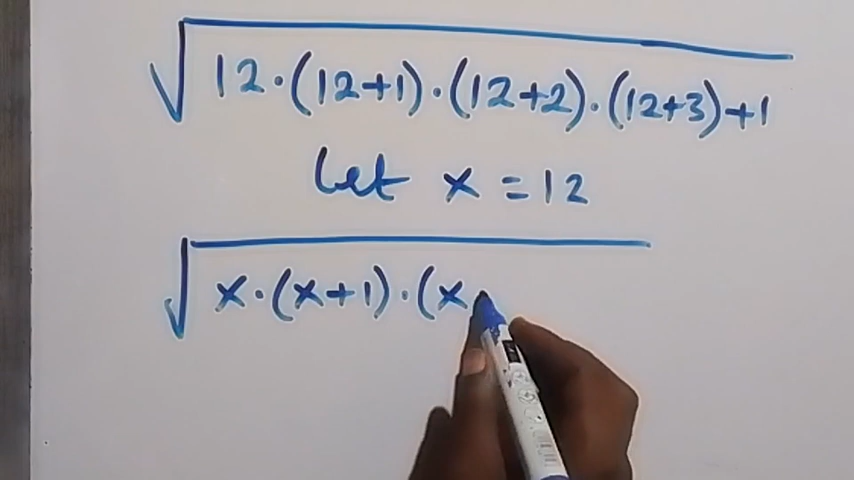 √12·(12+1)·(12+2)·(12+3)+1
Let x = 12
√x·(x+1)·(x